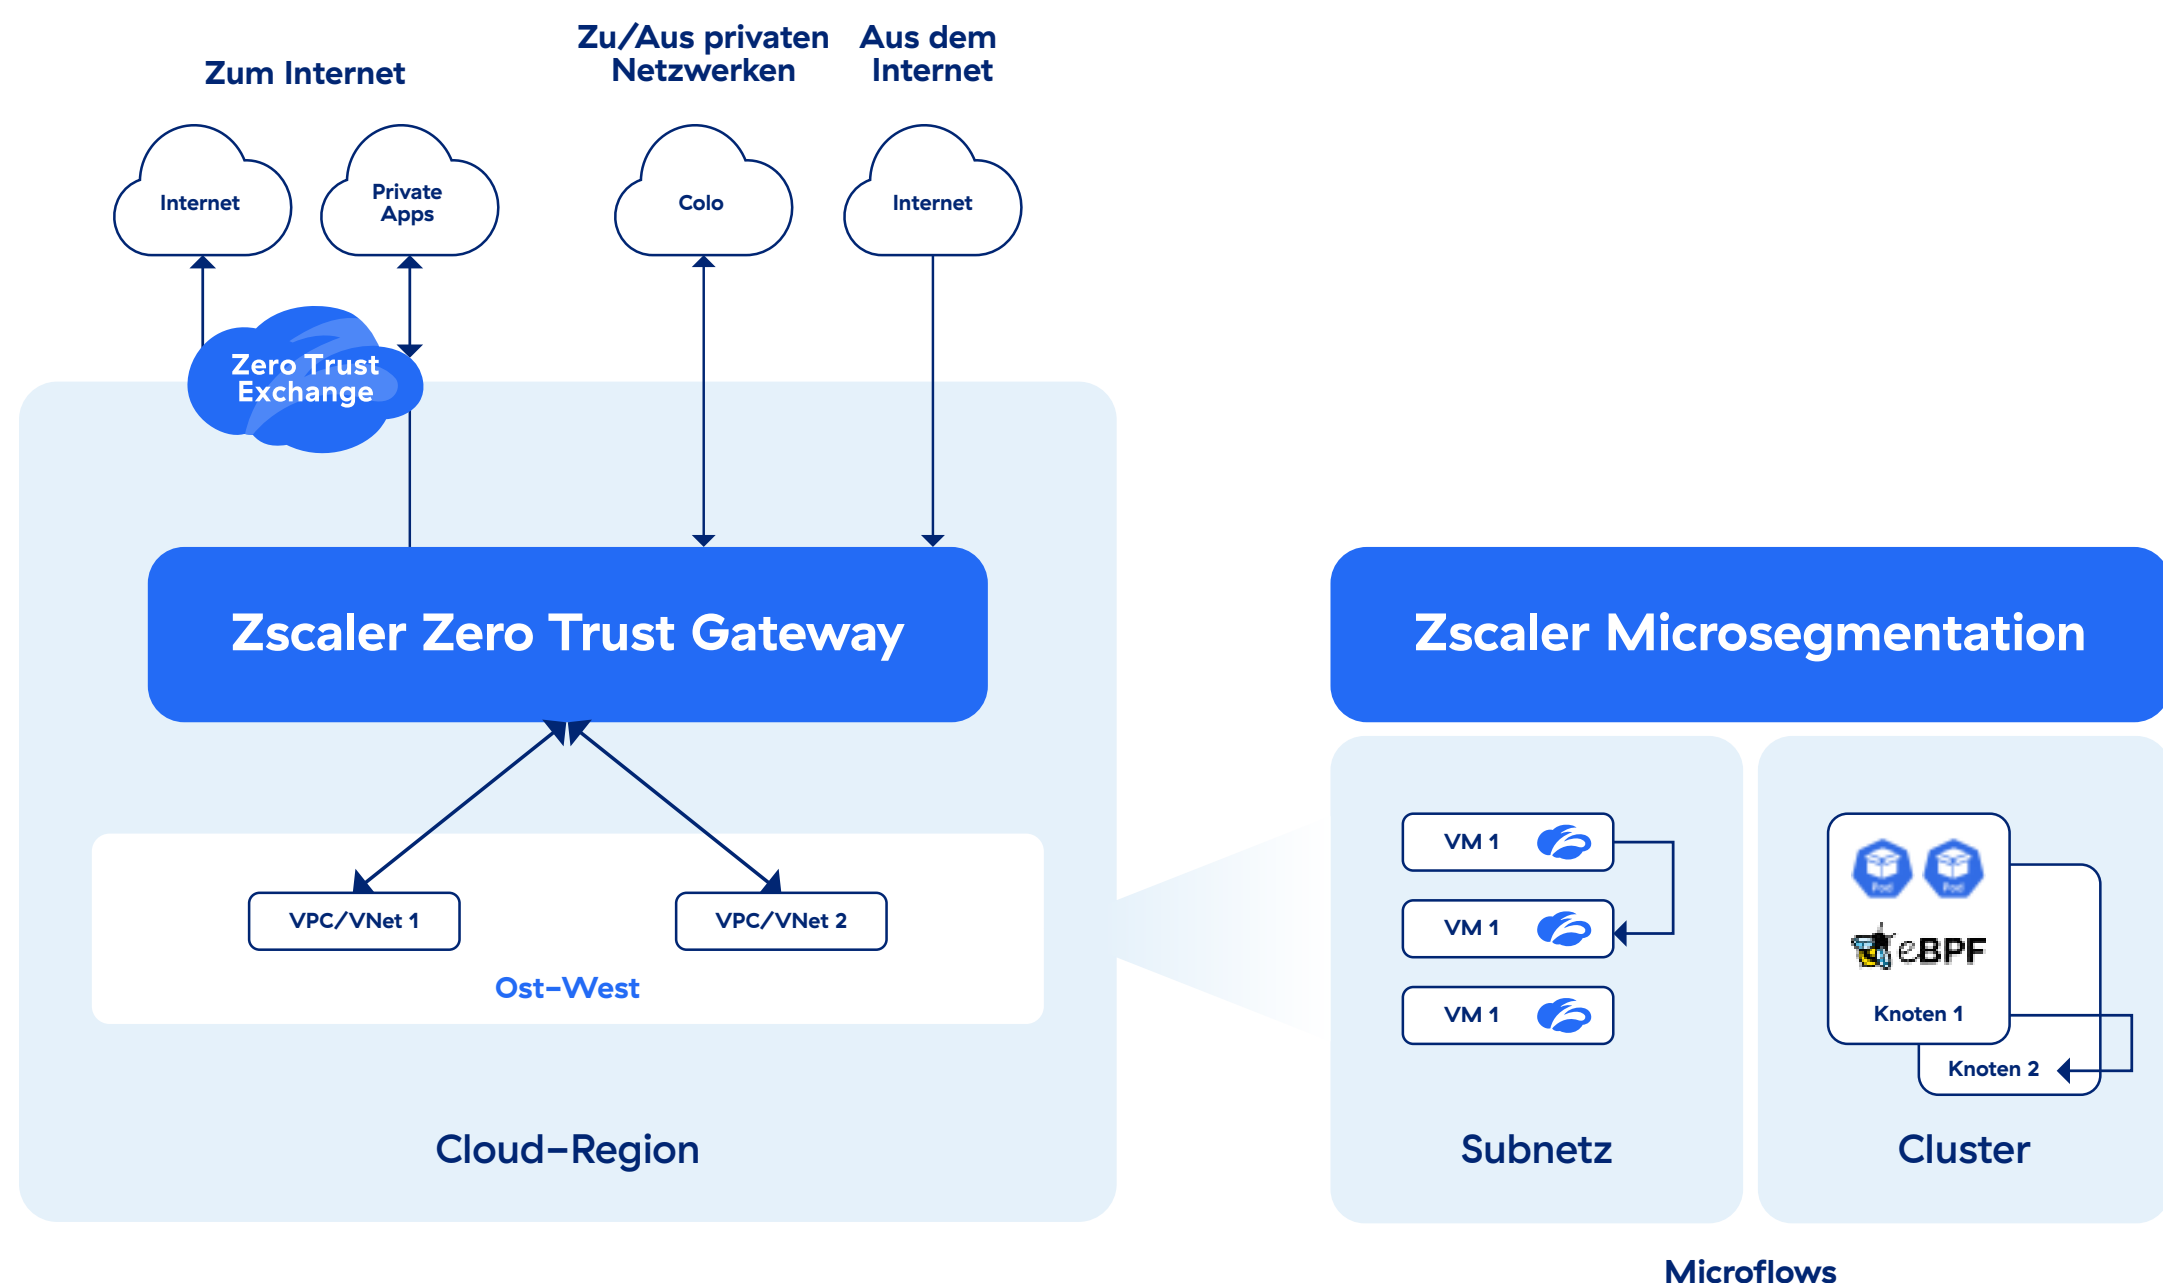 Zum Internet
Zu/Aus privaten
Netzwerken
Aus dem
Internet
Internet
Private
Apps
Colo
Internet
Zero Trust
Exchange
Zscaler Zero Trust Gateway
VPC/VNet 1
VPC/VNet 2
Ost-West
Cloud-Region
Zscaler Microsegmentation
VM 1
VM 1
VM 1
Subnetz
Pod
Pod
eBPF
Knoten 1
Knoten 2
Cluster
Microflows